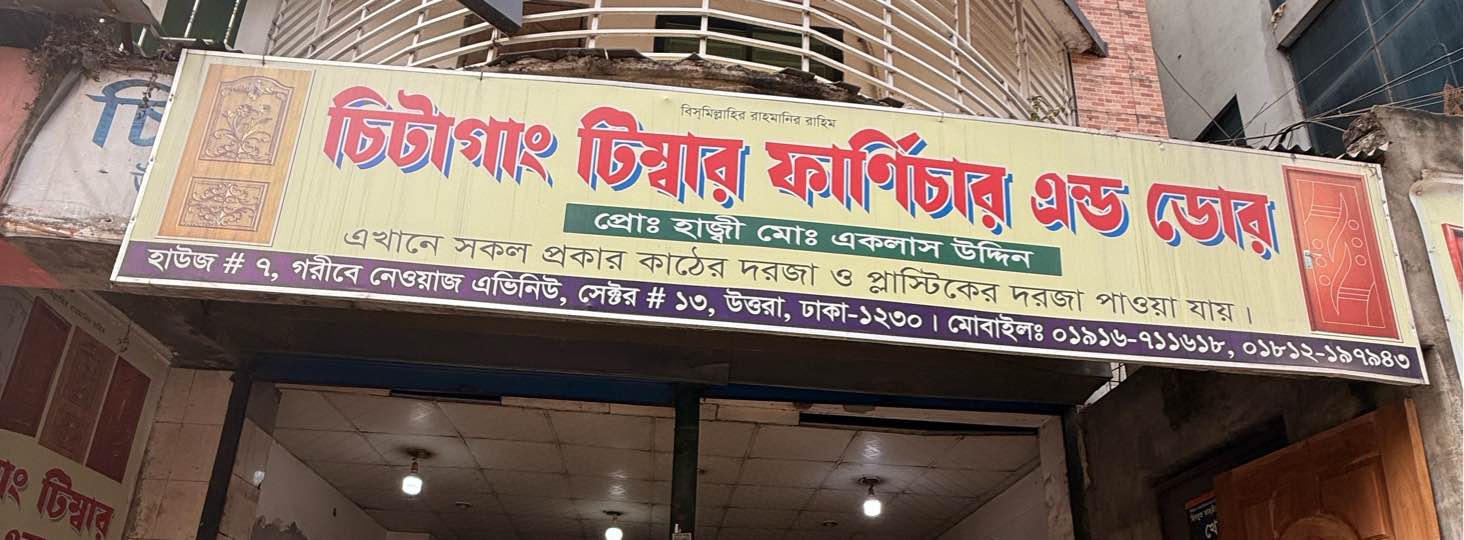 বিস্‌মিল্লাহির রাহমানির রাহিম
চিটাগাং টিম্বার ফার্ণিচার এন্ড ডোর
প্রোঃ হাজ্বী মোঃ একলাস উদ্দিন
এখানে সকল প্রকার কাঠের দরজা ও প্লাস্টিকের দরজা পাওয়া যায়।
হাউজ # ৭, গরীবে নেওয়াজ এভিনিউ, সেক্টর # ১৩, উত্তরা, ঢাকা-১২৩০। মোবাইলঃ ০১৯১৬-৭১১৬১৮, ০১৮১২-১৯৭৯৪৩
টিম্বার